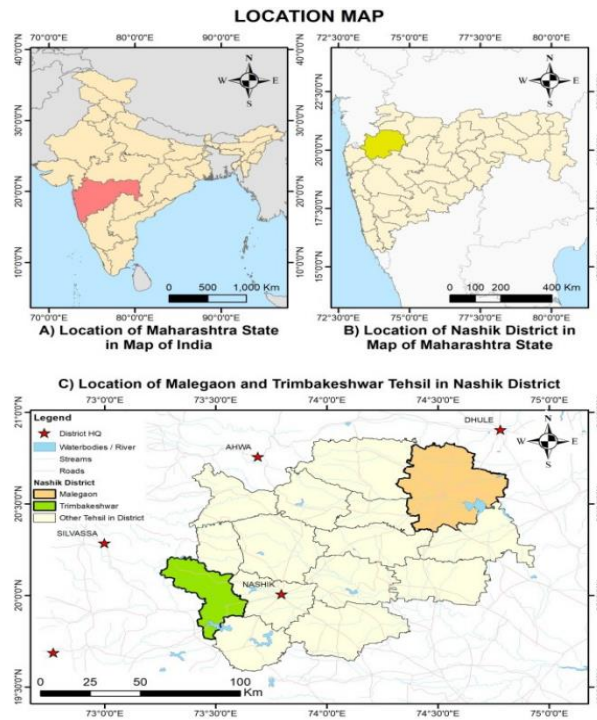 LOCATION MAP
70°0'0"E 80°0'0"E 90°0'0"E
40°0'0"N
30°0'0"N
20°0'0"N
10°0'0"N
N
W E
S
0 500 1,000 Km
70°0'0"E 80°0'0"E 90°0'0"E
A) Location of Maharashtra State
in Map of India
72°30'0"E 75°0'0"E 77°30'0"E 80°0'0"E
22°30'0"N
20°0'0"N
17°30'0"N
15°0'0"N
N
W E
S
0 100 200 400 Km
72°30'0"E 75°0'0"E 77°30'0"E 80°0'0"E
B) Location of Nashik District in
Map of Maharashtra State
C) Location of Malegaon and Trimbakeshwar Tehsil in Nashik District
73°0'0"E 73°30'0"E 74°0'0"E 74°30'0"E 75°0'0"E
21°0'0"N
20°30'0"N
20°0'0"N
19°30'0"N
Legend
District HQ
Waterbodies / River
Streams
Roads
Nashik District
Malegaon
Trimbakeshwar
Other Tehsil in District
DHULE
AHWA
SILVASSA
NASHIK
N
W E
S
0 25 50 100
Km
73°0'0"E 73°30'0"E 74°0'0"E 74°30'0"E 75°0'0"E